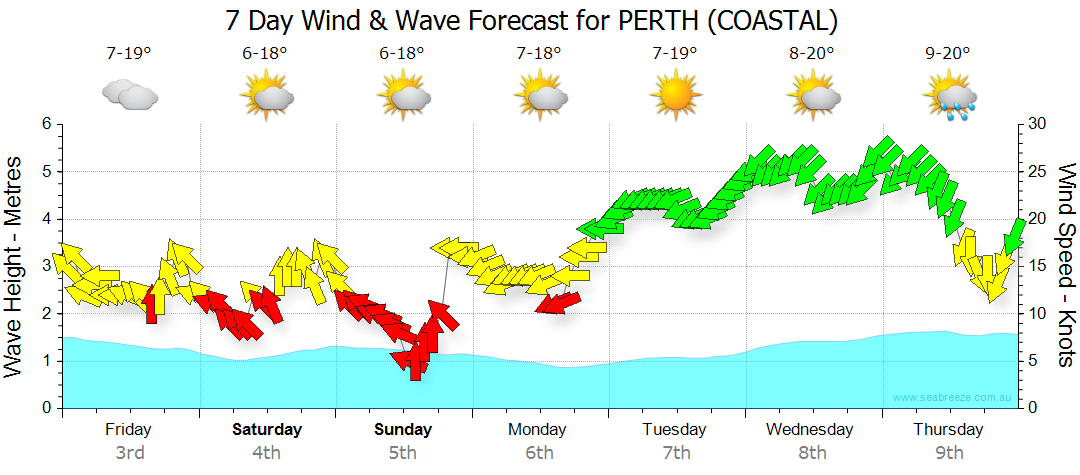 7 Day Wind & Wave Forecast for PERTH (COASTAL)
7-19° 6-18° 6-18° 7-18° 7-19° 8-20° 9-20°
Wave Height - Metres
6
5
4
3
2
1
0
30
25
20
15
10
5
0
Wind Speed - Knots
www.seabreeze.com.au
Friday Saturday Sunday Monday Tuesday Wednesday Thursday
3rd 4th 5th 6th 7th 8th 9th